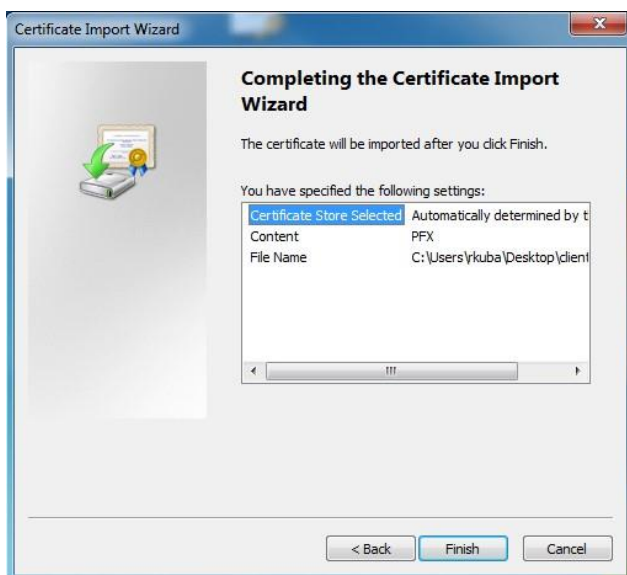 Certificate Import Wizard
Completing the Certificate Import
Wizard
The certificate will be imported after you click Finish.
You have specified the following settings:
Certificate Store Selected Automatically determined by t
Content PFX
File Name C:\Users\rkuba\Desktop\client
< Back Finish Cancel